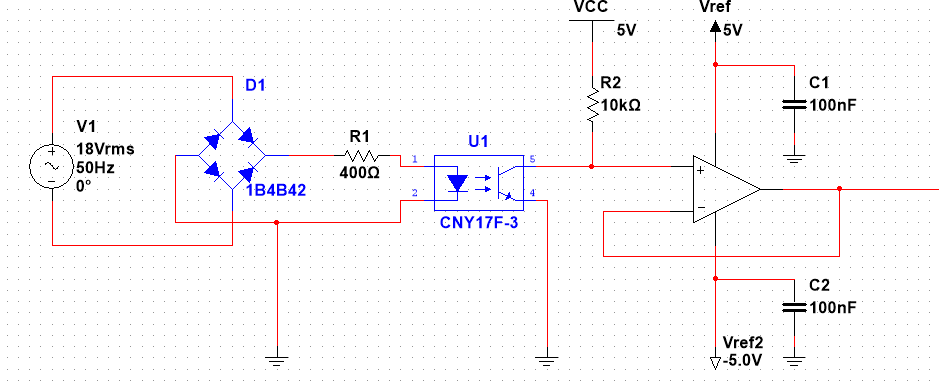 VCC
5V
Vref
5V
D1
V1
18Vrms
50Hz
0°
1B4B42
R1
400Ω
U1
1
2
5
4
CNY17F-3
R2
10kΩ
+
−
C1
100nF
C2
100nF
Vref2
-5.0V